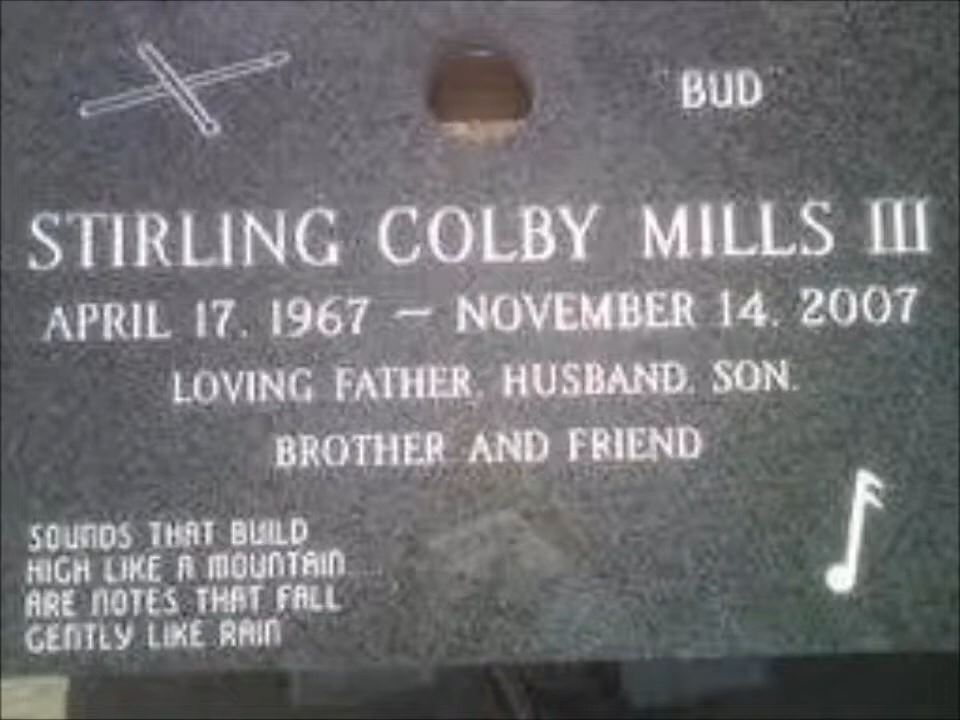 "BUD"
STIRLING COLBY MILLS III
APRIL 17, 1967 — NOVEMBER 14, 2007
LOVING FATHER, HUSBAND, SON,
BROTHER AND FRIEND
SOUNDS THAT BUILD
HIGH LIKE A MOUNTAIN....
ARE NOTES THAT FALL
GENTLY LIKE RAIN